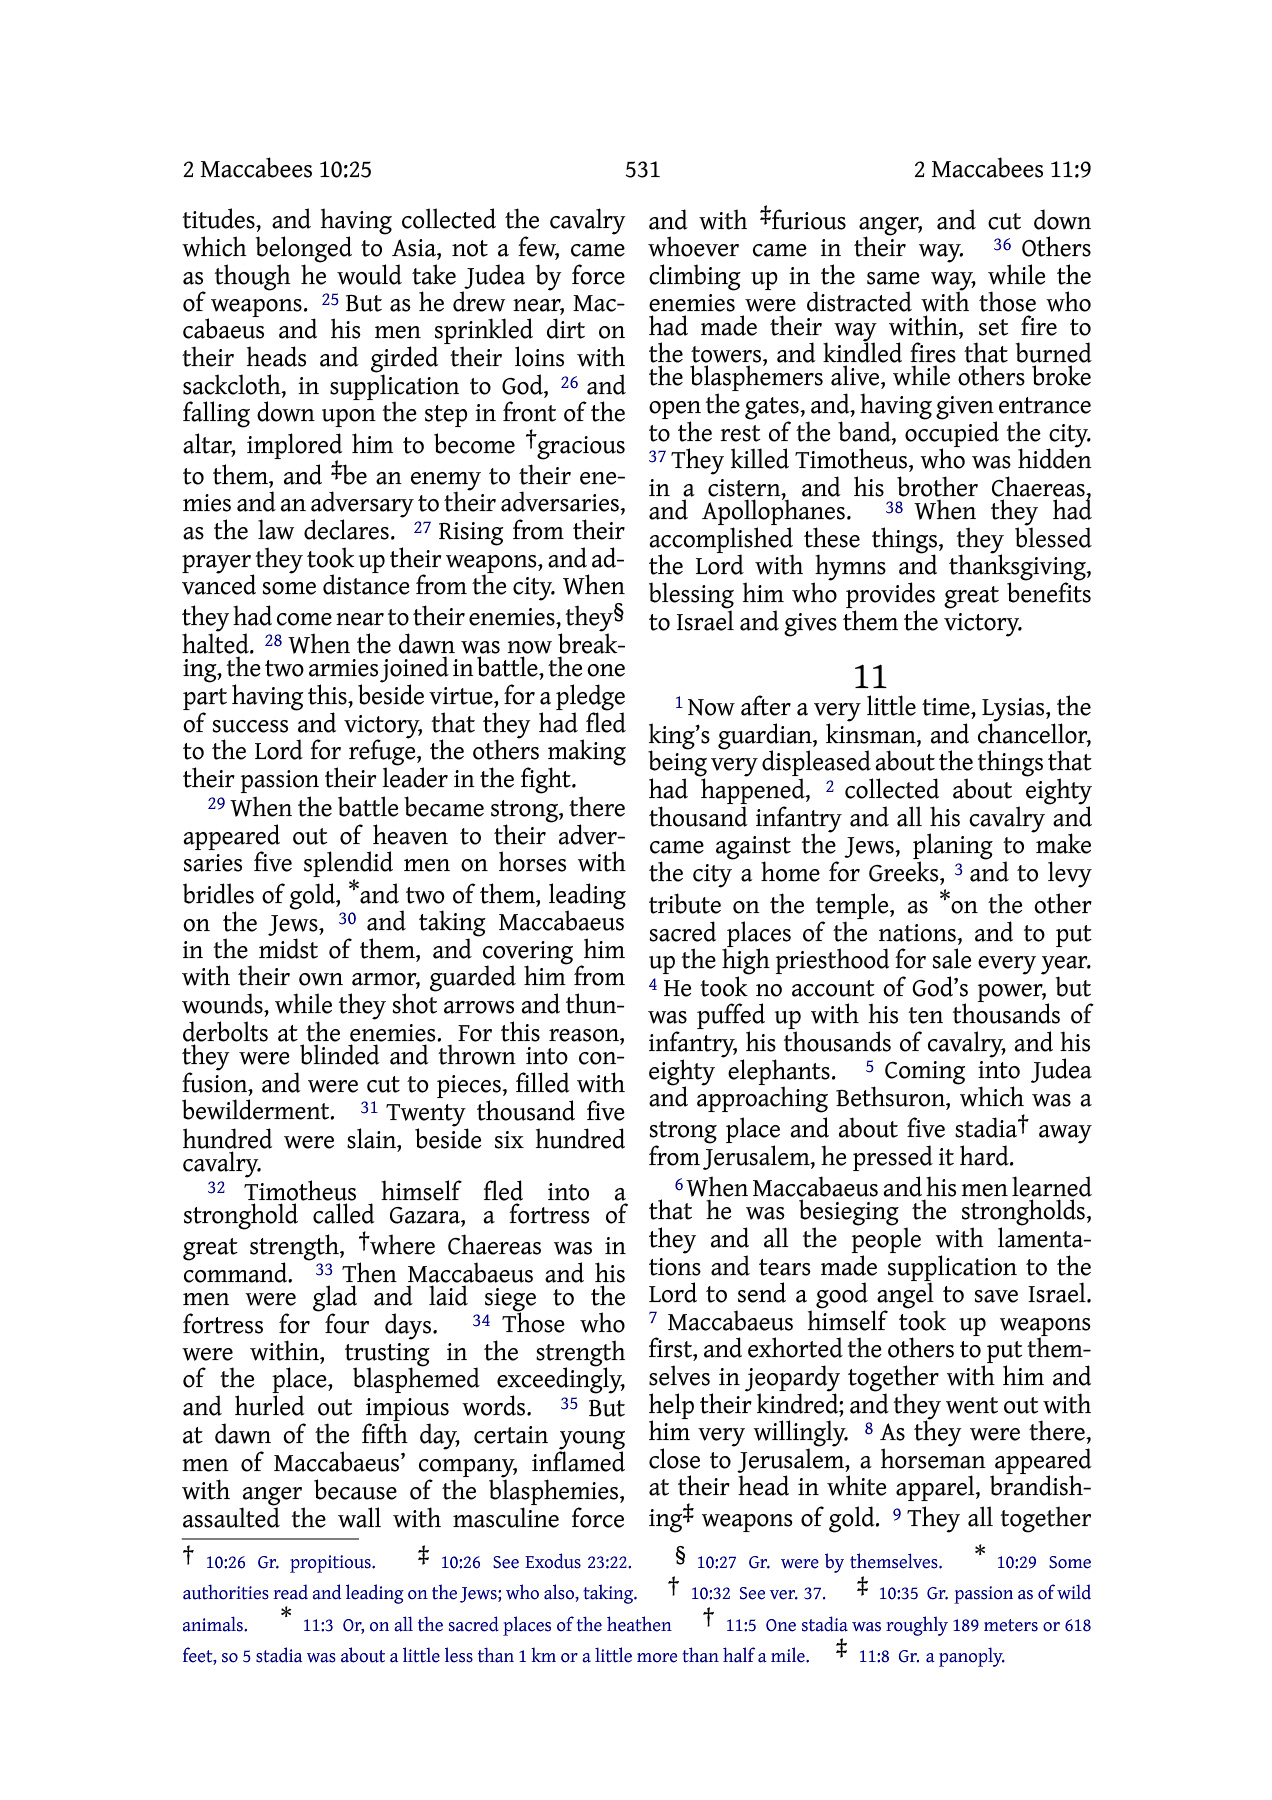 2 Maccabees 10:25 531 2 Maccabees 11:9
titudes, and having collected the cavalry
which belonged to Asia, not a few, came
as though he would take Judea by force
of weapons. 25 But as he drew near, Mac-
cabaeus and his men sprinkled dirt on
their heads and girded their loins with
sackcloth, in supplication to God, 26 and
falling down upon the step in front of the
altar, implored him to become †gracious
to them, and ‡be an enemy to their ene-
mies and an adversary to their adversaries,
as the law declares. 27 Rising from their
prayer they took up their weapons, and ad-
vanced some distance from the city. When
they had come near to their enemies, they§
halted. 28 When the dawn was now break-
ing, the two armies joined in battle, the one
part having this, beside virtue, for a pledge
of success and victory, that they had fled
to the Lord for refuge, the others making
their passion their leader in the fight.
29 When the battle became strong, there
appeared out of heaven to their adver-
saries five splendid men on horses with
bridles of gold, *and two of them, leading
on the Jews, 30 and taking Maccabaeus
in the midst of them, and covering him
with their own armor, guarded him from
wounds, while they shot arrows and thun-
derbolts at the enemies. For this reason,
they were blinded and thrown into con-
fusion, and were cut to pieces, filled with
bewilderment. 31 Twenty thousand five
hundred were slain, beside six hundred
cavalry.
32 Timotheus himself fled into a
stronghold called Gazara, a fortress of
great strength, †where Chaereas was in
command. 33 Then Maccabaeus and his
men were glad and laid siege to the
fortress for four days. 34 Those who
were within, trusting in the strength
of the place, blasphemed exceedingly,
and hurled out impious words. 35 But
at dawn of the fifth day, certain young
men of Maccabaeus’ company, inflamed
with anger because of the blasphemies,
assaulted the wall with masculine force
and with ‡furious anger, and cut down
whoever came in their way. 36 Others
climbing up in the same way, while the
enemies were distracted with those who
had made their way within, set fire to
the towers, and kindled fires that burned
the blasphemers alive, while others broke
open the gates, and, having given entrance
to the rest of the band, occupied the city.
37 They killed Timotheus, who was hidden
in a cistern, and his brother Chaereas,
and Apollophanes. 38 When they had
accomplished these things, they blessed
the Lord with hymns and thanksgiving,
blessing him who provides great benefits
to Israel and gives them the victory.
11
1 Now after a very little time, Lysias, the
king’s guardian, kinsman, and chancellor,
being very displeased about the things that
had happened, 2 collected about eighty
thousand infantry and all his cavalry and
came against the Jews, planing to make
the city a home for Greeks, 3 and to levy
tribute on the temple, as *on the other
sacred places of the nations, and to put
up the high priesthood for sale every year.
4 He took no account of God’s power, but
was puffed up with his ten thousands of
infantry, his thousands of cavalry, and his
eighty elephants. 5 Coming into Judea
and approaching Bethsuron, which was a
strong place and about five stadia† away
from Jerusalem, he pressed it hard.
6 When Maccabaeus and his men learned
that he was besieging the strongholds,
they and all the people with lamenta-
tions and tears made supplication to the
Lord to send a good angel to save Israel.
7 Maccabaeus himself took up weapons
first, and exhorted the others to put them-
selves in jeopardy together with him and
help their kindred; and they went out with
him very willingly. 8 As they were there,
close to Jerusalem, a horseman appeared
at their head in white apparel, brandish-
ing‡ weapons of gold. 9 They all together
† 10:26 Gr. propitious. ‡ 10:26 See Exodus 23:22. § 10:27 Gr. were by themselves. * 10:29 Some
authorities read and leading on the Jews; who also, taking. † 10:32 See ver. 37. ‡ 10:35 Gr. passion as of wild
animals. * 11:3 Or, on all the sacred places of the heathen † 11:5 One stadia was roughly 189 meters or 618
feet, so 5 stadia was about a little less than 1 km or a little more than half a mile. ‡ 11:8 Gr. a panoply.